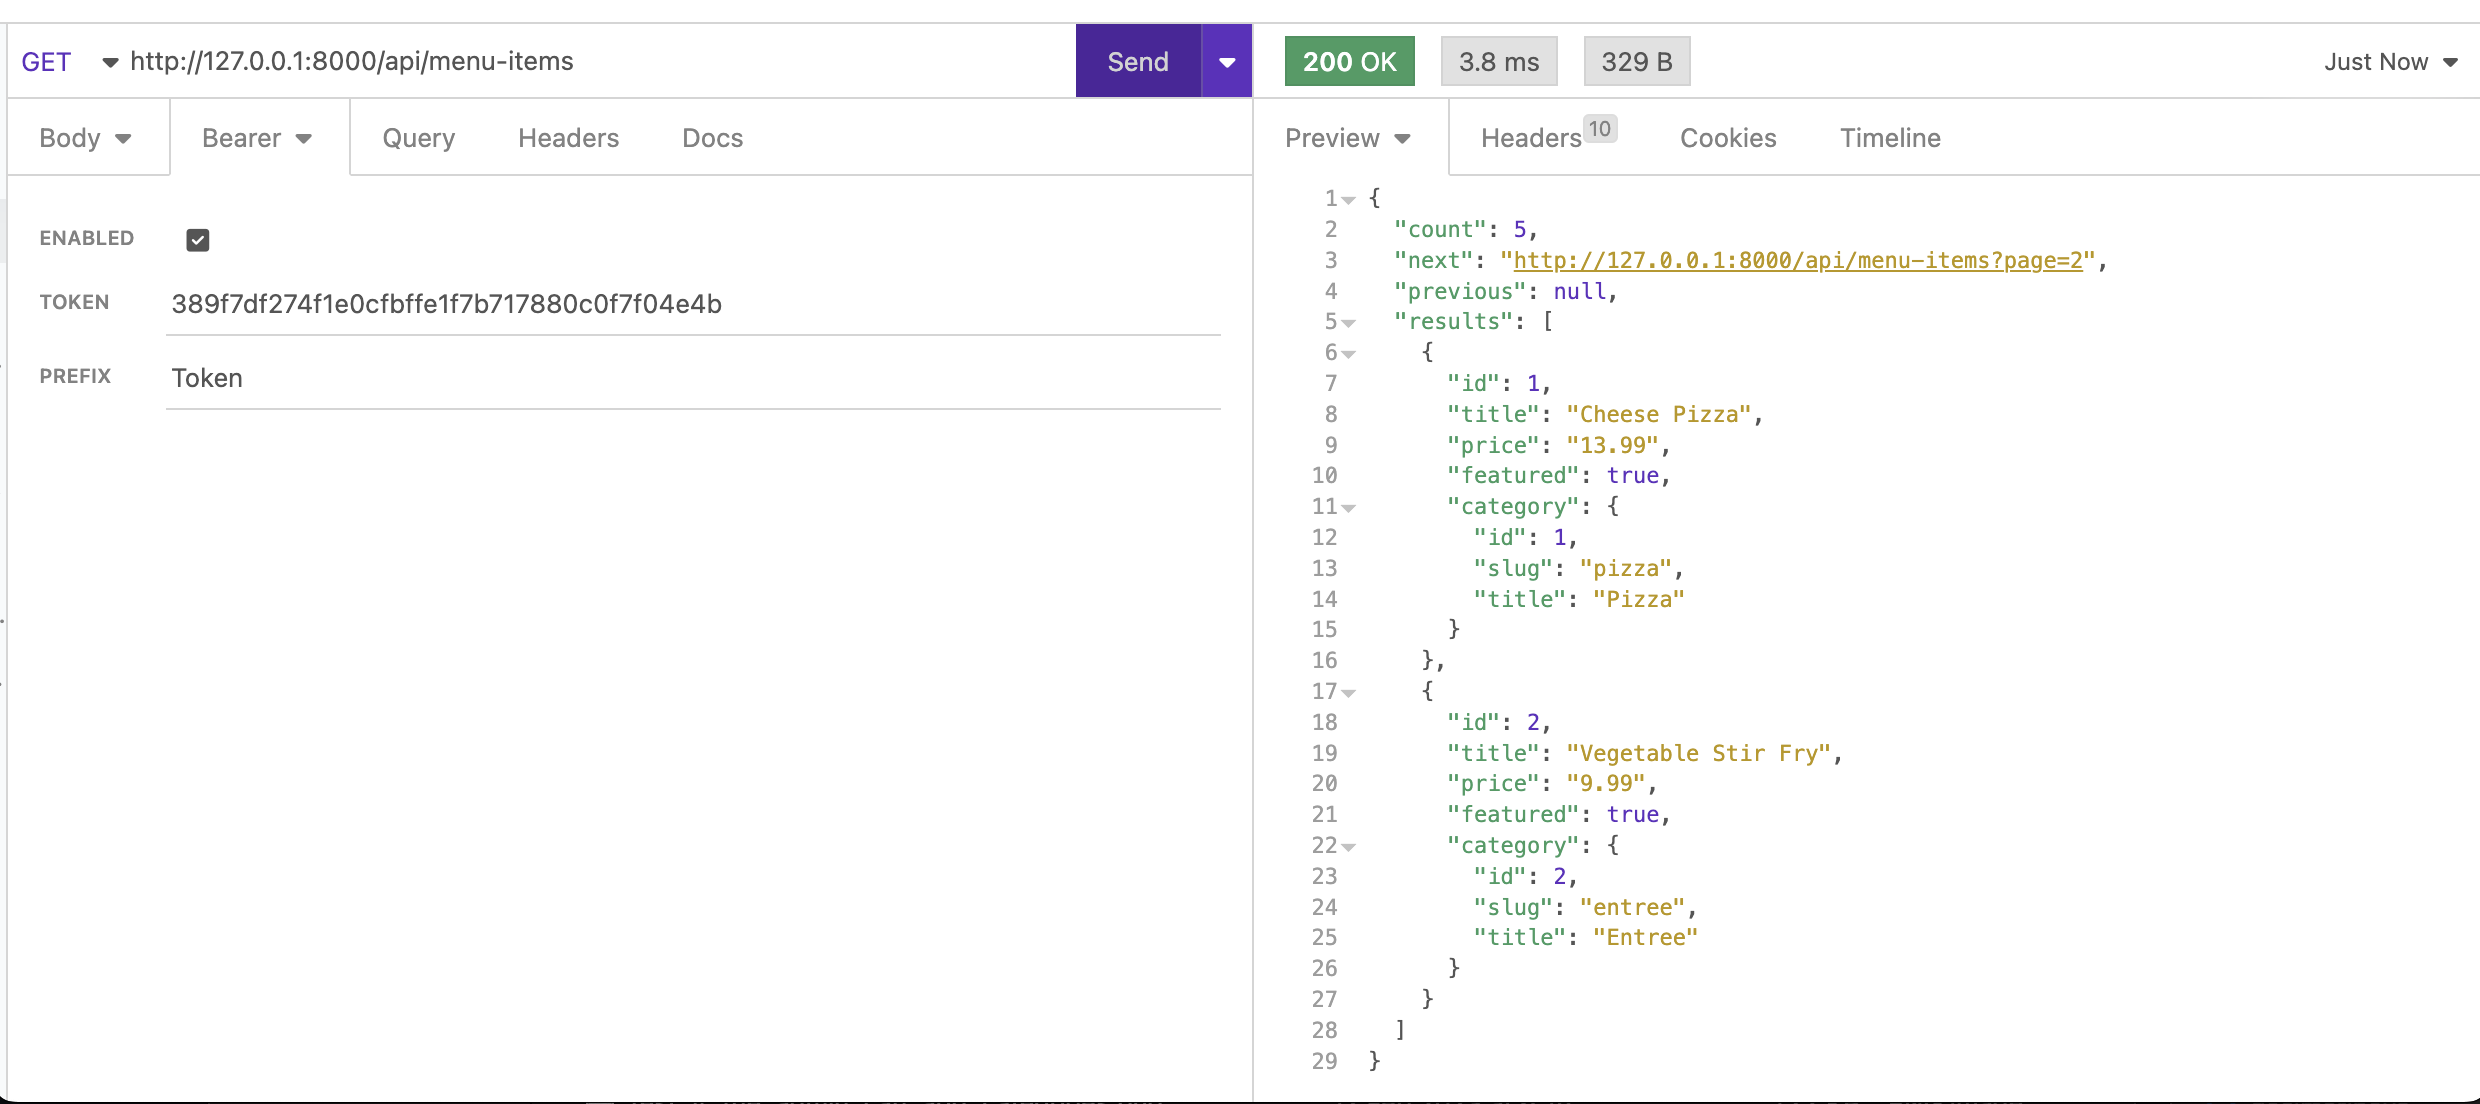 GET http://127.0.0.1:8000/api/menu-items Send 200 OK 3.8 ms 329 B Just Now
Body Bearer Query Headers Docs
ENABLED
TOKEN 389f7df274f1e0cfbffe1f7b717880c0f7f04e4b
PREFIX Token
Preview Headers 10 Cookies Timeline
1 {
2 "count": 5,
3 "next": "http://127.0.0.1:8000/api/menu-items?page=2",
4 "previous": null,
5 "results": [
6 {
7 "id": 1,
8 "title": "Cheese Pizza",
9 "price": "13.99",
10 "featured": true,
11 "category": {
12 "id": 1,
13 "slug": "pizza",
14 "title": "Pizza"
15 }
16 },
17 {
18 "id": 2,
19 "title": "Vegetable Stir Fry",
20 "price": "9.99",
21 "featured": true,
22 "category": {
23 "id": 2,
24 "slug": "entree",
25 "title": "Entree"
26 }
27 }
28 ]
29 }